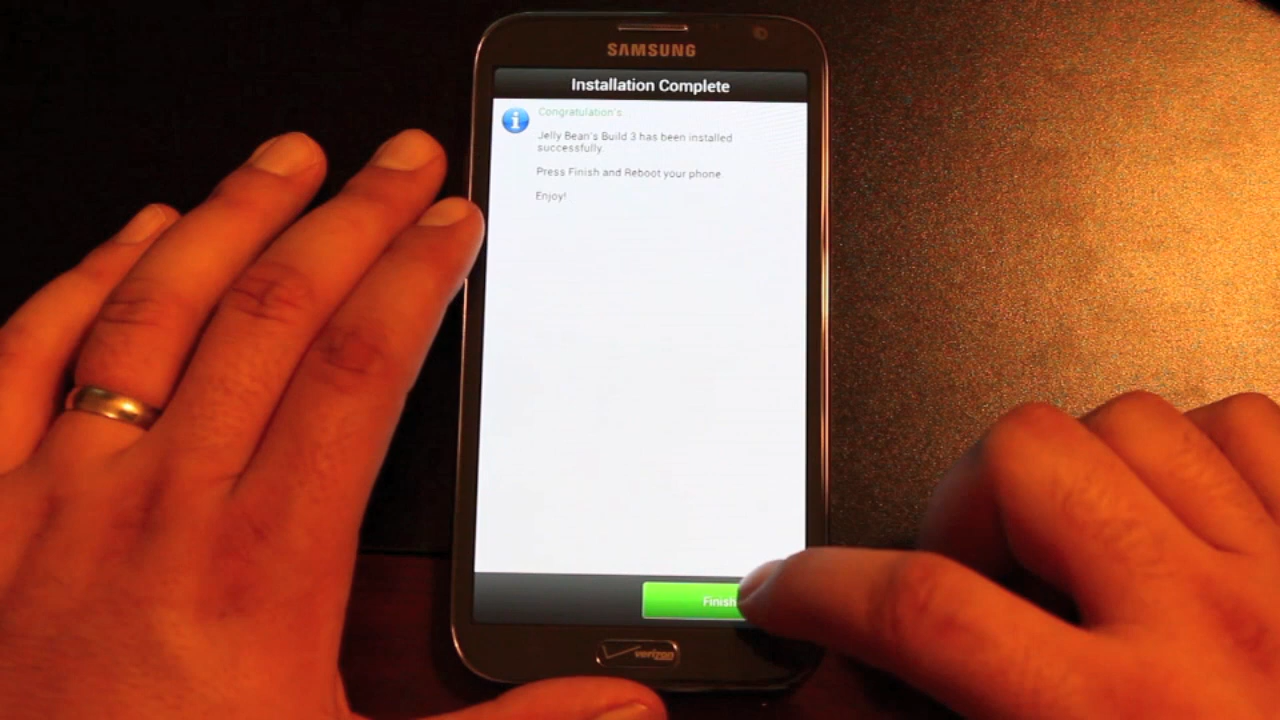 SAMSUNG
Installation Complete
Congratulation's...
Jelly Bean's Build 3 has been installed
successfully.
Press Finish and Reboot your phone.
Enjoy!
Finish
verizon